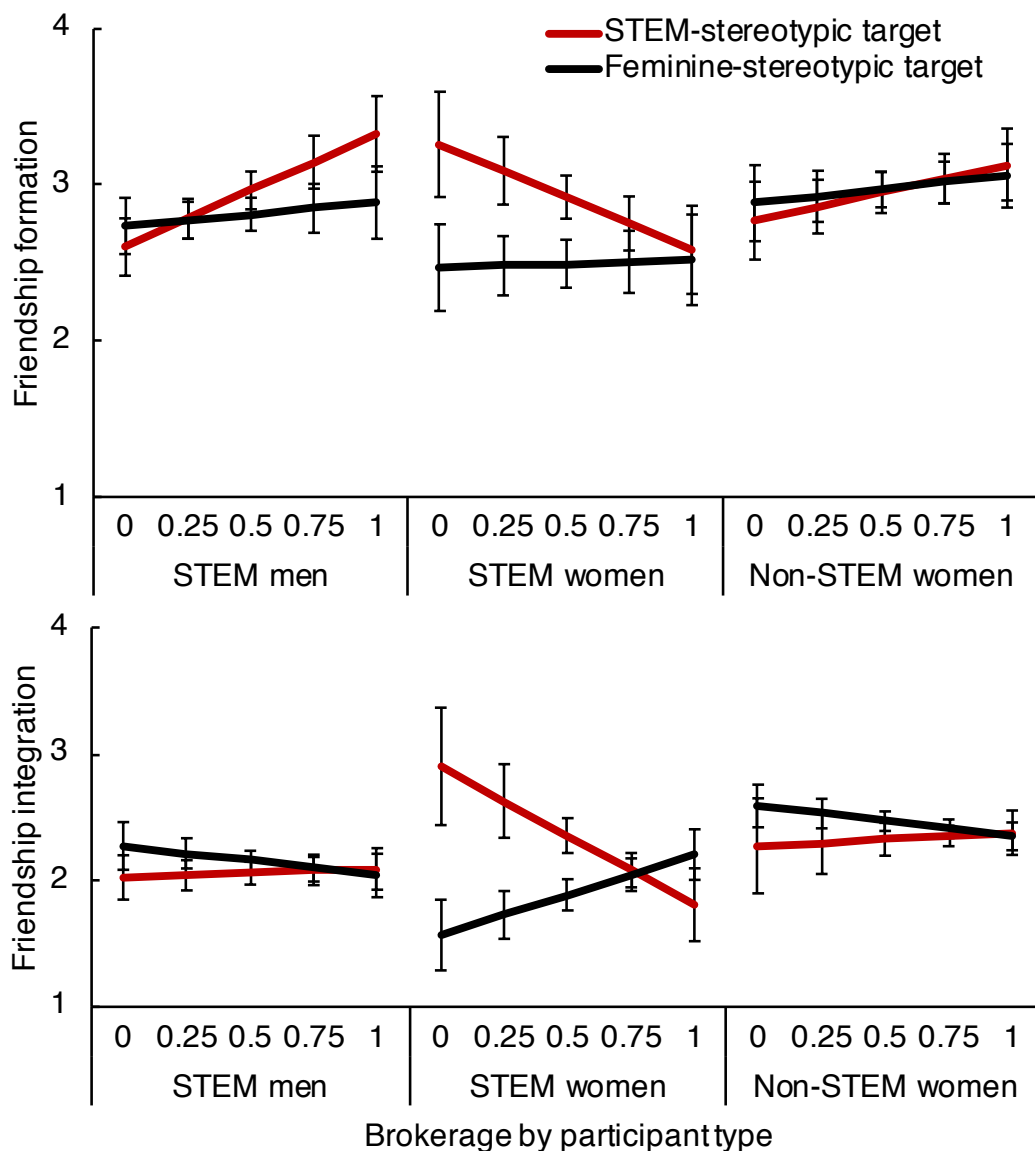 4
STEM-stereotypic target
Feminine-stereotypic target
3
2
1
Friendship formation
0 0.25 0.5 0.75 1 0 0.25 0.5 0.75 1 0 0.25 0.5 0.75 1
STEM men STEM women Non-STEM women
4
3
2
1
Friendship integration
0 0.25 0.5 0.75 1 0 0.25 0.5 0.75 1 0 0.25 0.5 0.75 1
STEM men STEM women Non-STEM women
Brokerage by participant type